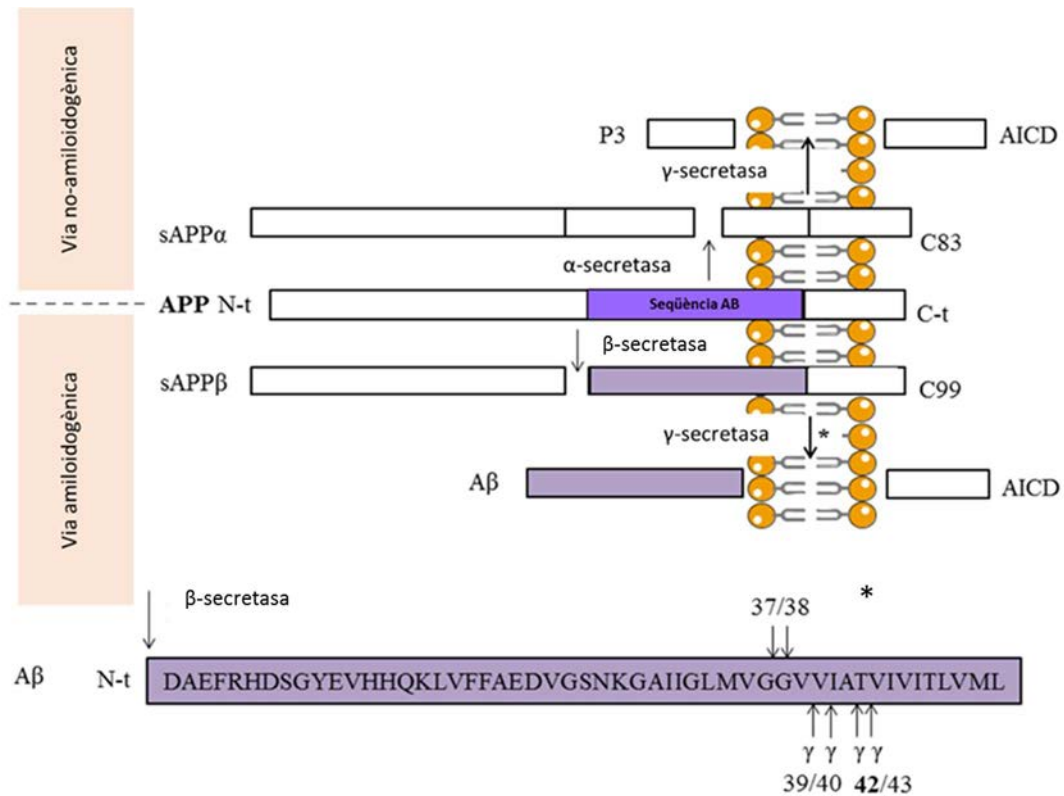 Via no-amiloidogènica
P3
AICD
γ-secretasa
sAPPα
C83
α-secretasa
APP N-t
Seqüència AB
C-t
β-secretasa
sAPPβ
C99
γ-secretasa
*
Aβ
AICD
Via amiloidogènica
β-secretasa
37/38
*
Aβ
N-t
DAEFRHDSGYEVHHQKLVFFAEDVGSNKGAIIGLMVGGVVIATVIVITLVML
γ γ γ γ
39/40 42/43